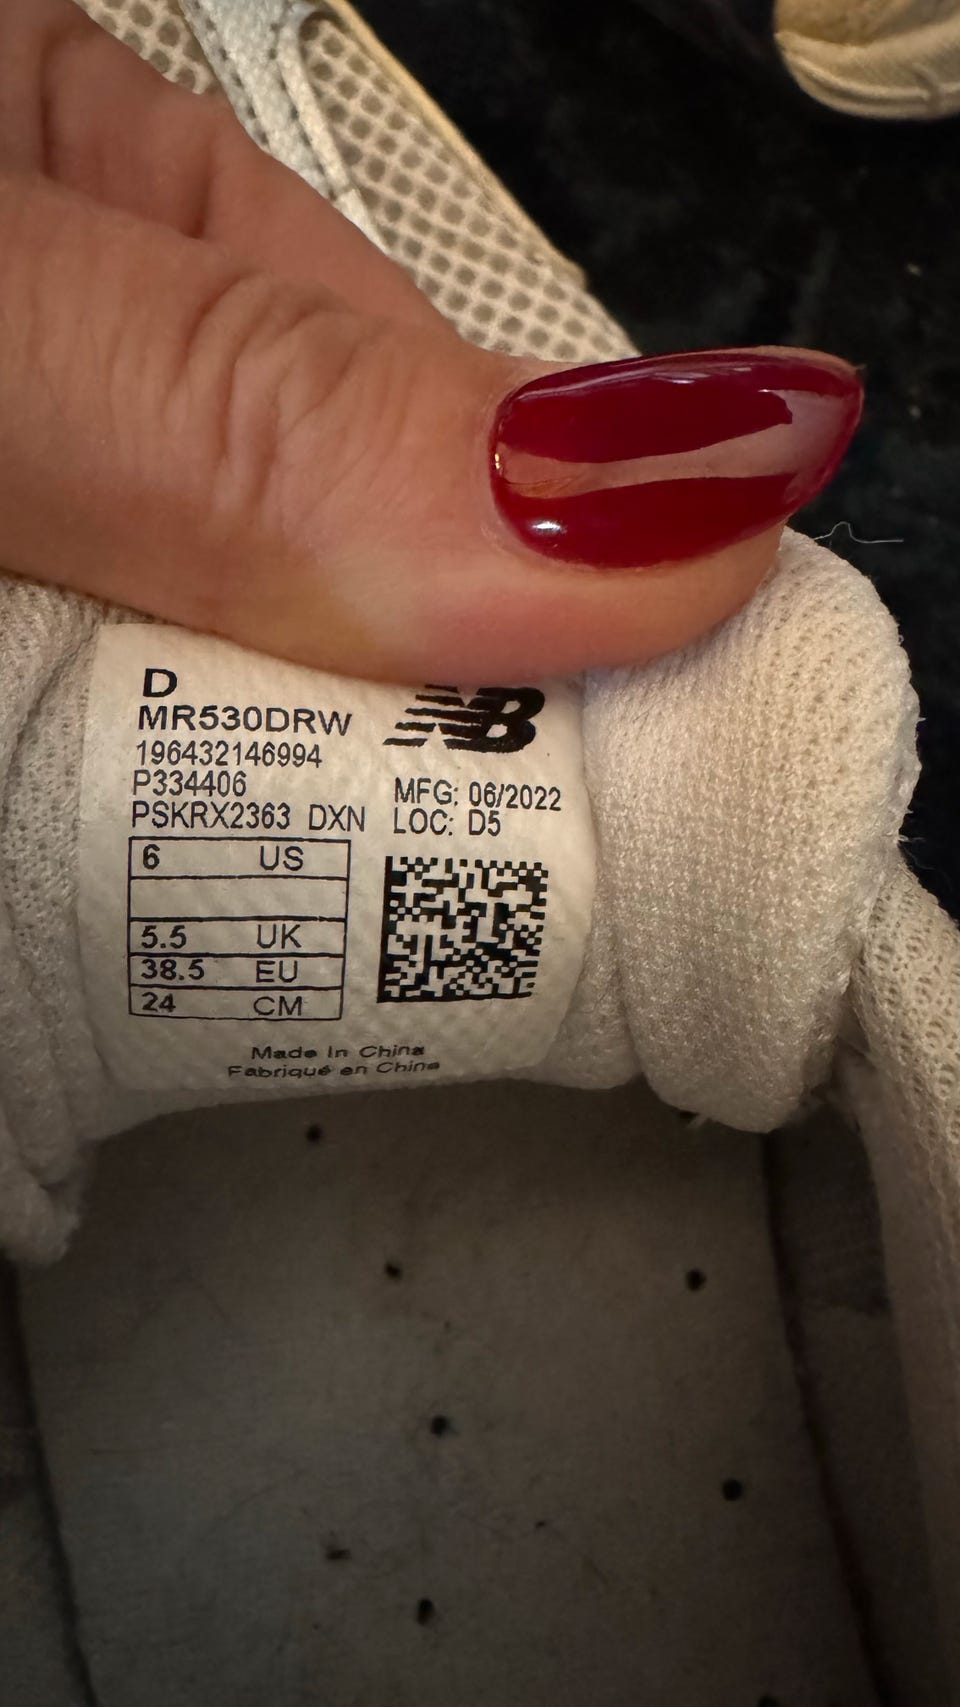 D
MR530DRW
196432146994
P334406
PSKRX2363 DXN
NB
MFG: 06/2022
LOC: D5
6 US
5.5 UK
38.5 EU
24 CM
Made In China
Fabriqué en Chine